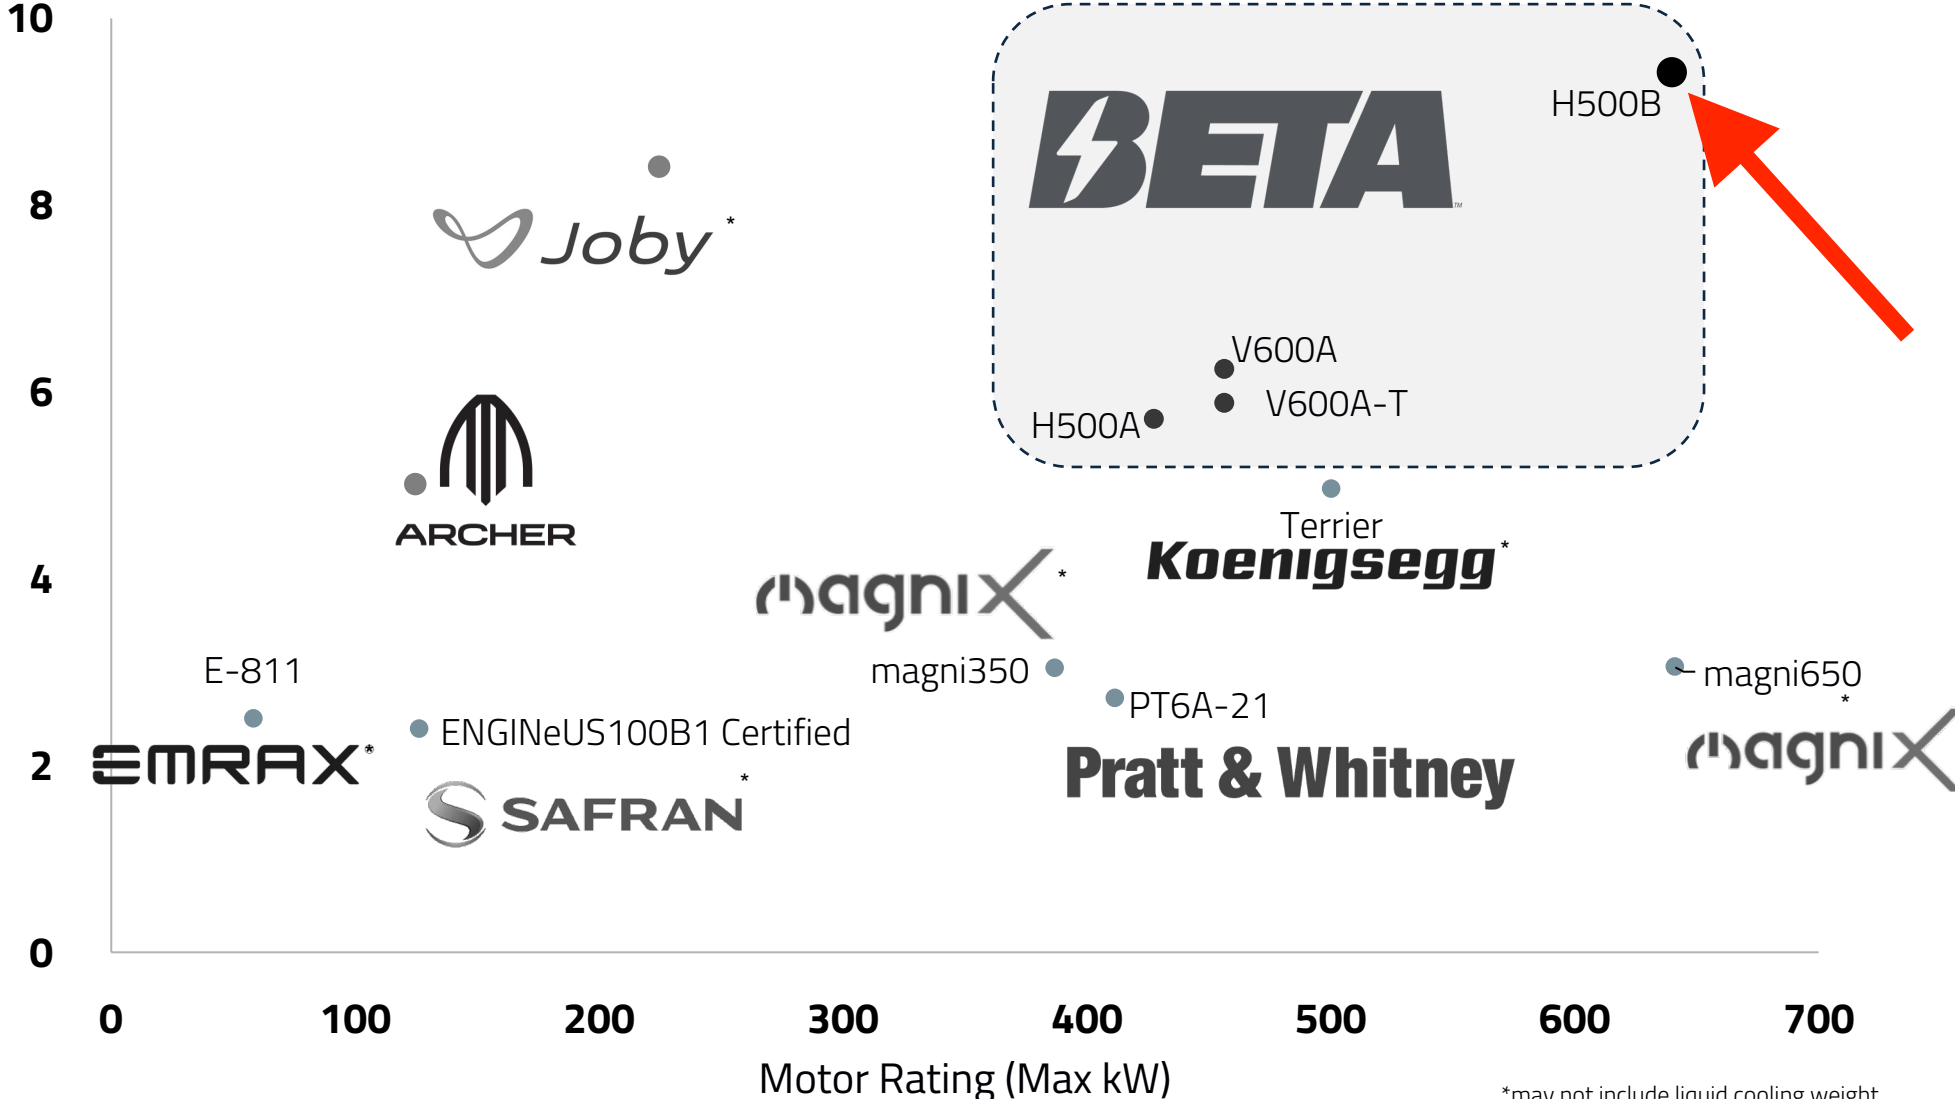 10
H500B
BETA™
8
Joby*
V600A
6
V600A-T
H500A
ARCHER
Terrier
Koenigsegg*
magniX*
4
E-811
magni350
magni650
*
PT6A-21
ENGINeUS100B1 Certified
EMRAX*
2
Pratt & Whitney
magniX
SAFRAN*
0
0 100 200 300 400 500 600 700
Motor Rating (Max kW)
*may not include liquid cooling weight